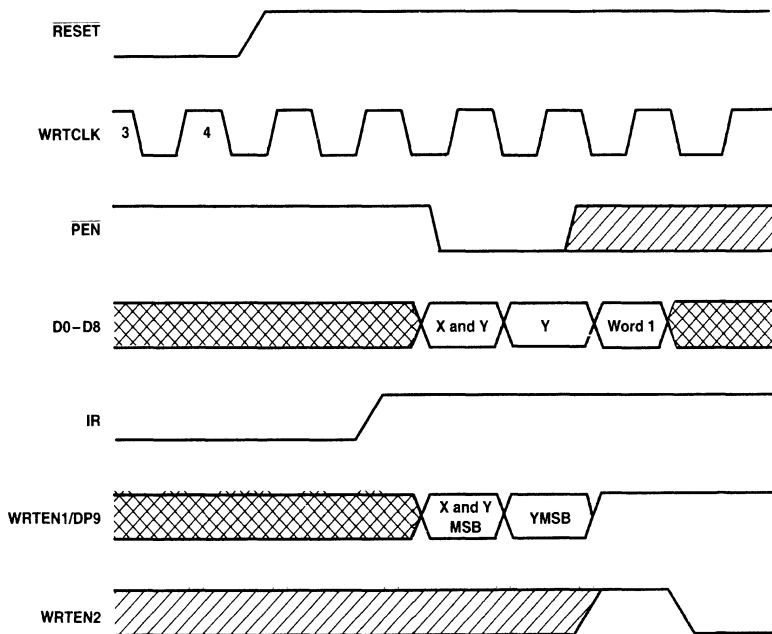 RESET
WRTCLK
3
4
PEN
D0–D8
X and Y
Y
Word 1
IR
WRTEN1/DP9
X and Y
MSB
YMSB
WRTEN2